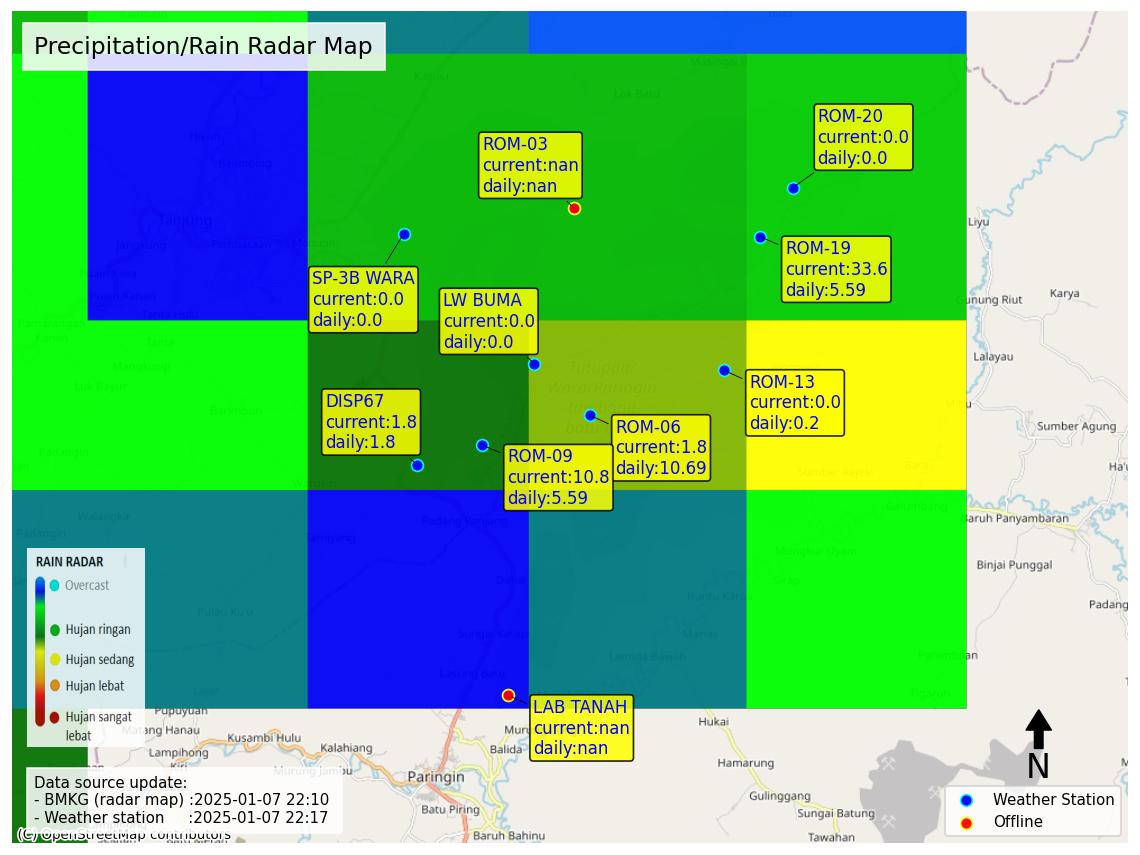 Precipitation/Rain Radar Map
ROM-20
current:0.0
daily:0.0
ROM-03
current:nan
daily:nan
ROM-19
current:33.6
daily:5.59
SP-3B WARA
current:0.0
daily:0.0
LW BUMA
current:0.0
daily:0.0
ROM-13
current:0.0
daily:0.2
DISP67
current:1.8
daily:1.8
ROM-06
current:1.8
daily:10.69
ROM-09
current:10.8
daily:5.59
LAB TANAH
current:nan
daily:nan
Tanjung
Liyu
Gunung Riut
Karya
Lalayau
Sumber Agung
Baruh Panyambaran
Binjai Punggal
Padang
Hukai
Hamarung
Gulinggang
Sungai Batung
Tawahan
Pupuyuan
Matang Hanau
Lampihong
Kusambi Hulu
Kalahiang
Murung Jambu
Paringin
Balida
Batu Piring
Baruh Bahinu
RAIN RADAR
Overcast
Hujan ringan
Hujan sedang
Hujan lebat
Hujan sangat
lebat
Data source update:
- BMKG (radar map) :2025-01-07 22:10
- Weather station :2025-01-07 22:17
(C) OpenStreetMap contributors
N
Weather Station
Offline